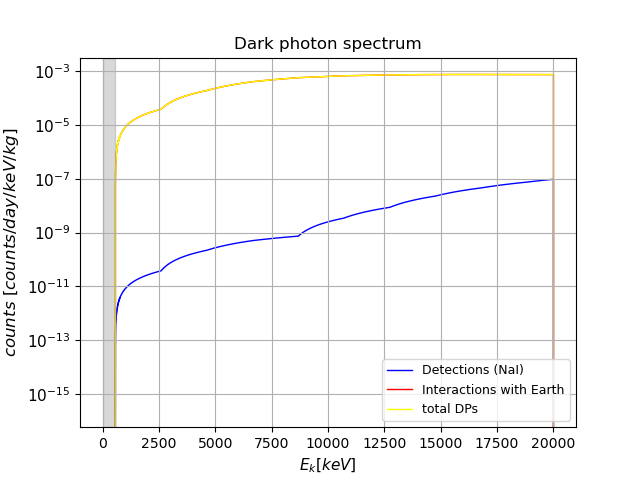 Dark photon spectrum
counts [counts/day/keV/kg]
10⁻³
10⁻⁵
10⁻⁷
10⁻⁹
10⁻¹¹
10⁻¹³
10⁻¹⁵
Detections (NaI)
Interactions with Earth
total DPs
0 2500 5000 7500 10000 12500 15000 17500 20000
Eₖ[keV]